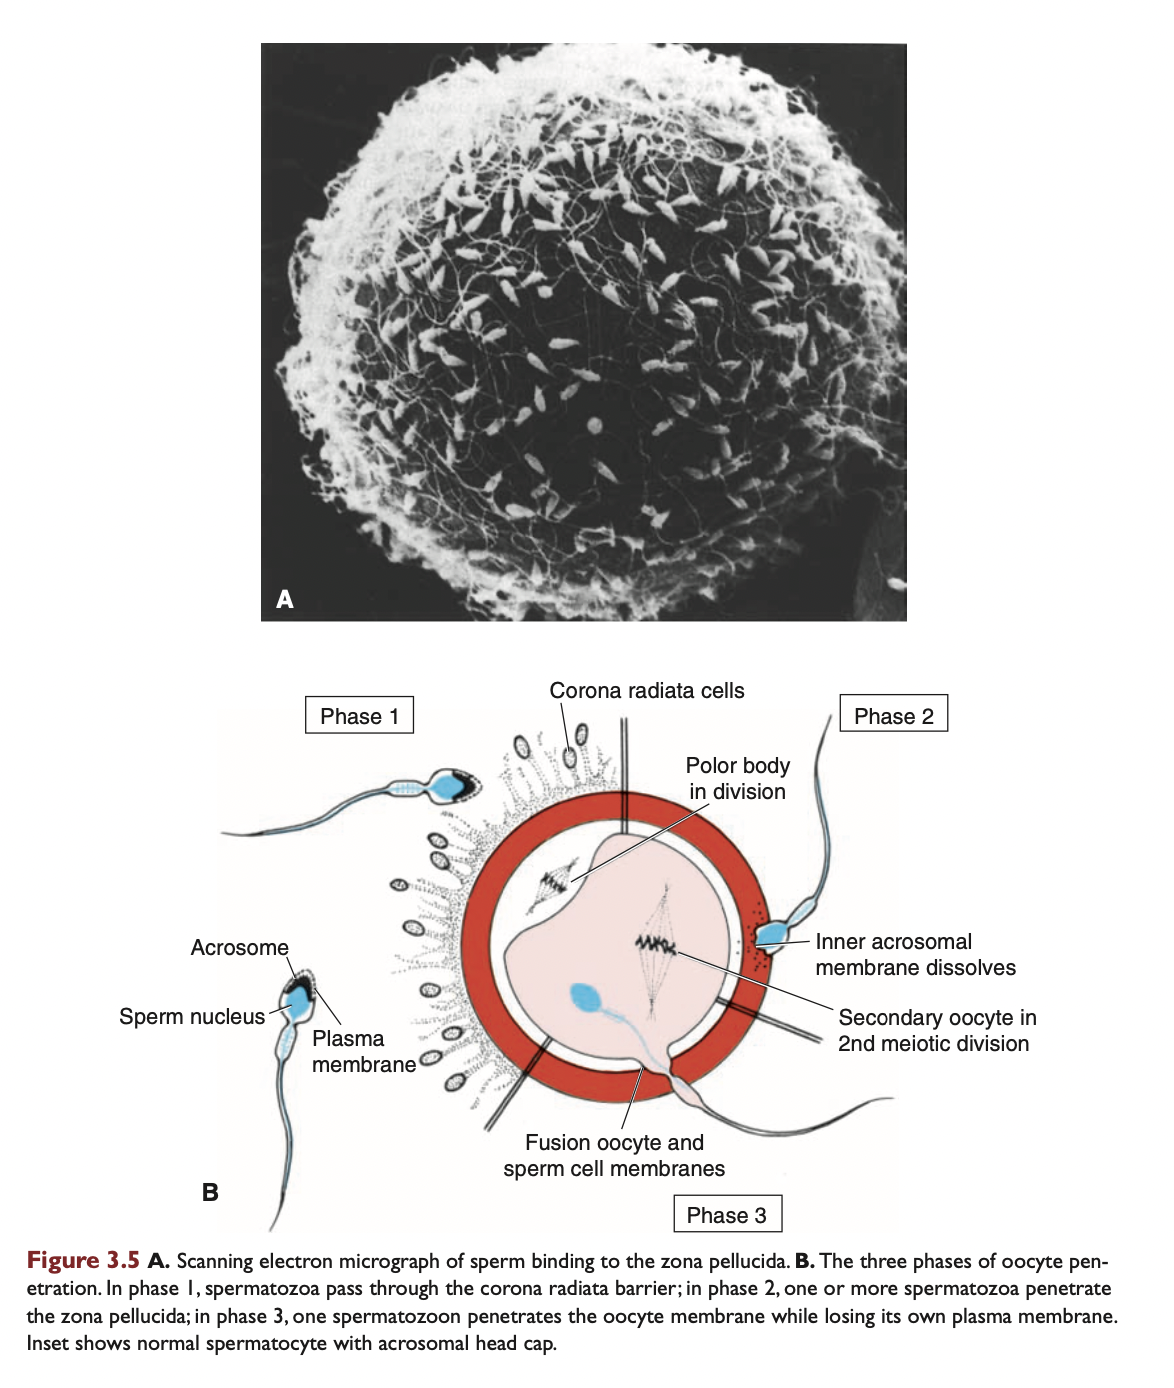 A
Corona radiata cells
Phase 1
Phase 2
Polor body
in division
Acrosome
Sperm nucleus
Plasma
membrane
Inner acrosomal
membrane dissolves
Secondary oocyte in
2nd meiotic division
Fusion oocyte and
sperm cell membranes
B
Phase 3
Figure 3.5 A. Scanning electron micrograph of sperm binding to the zona pellucida. B. The three phases of oocyte pen-
etration. In phase 1, spermatozoa pass through the corona radiata barrier; in phase 2, one or more spermatozoa penetrate
the zona pellucida; in phase 3, one spermatozoon penetrates the oocyte membrane while losing its own plasma membrane.
Inset shows normal spermatocyte with acrosomal head cap.